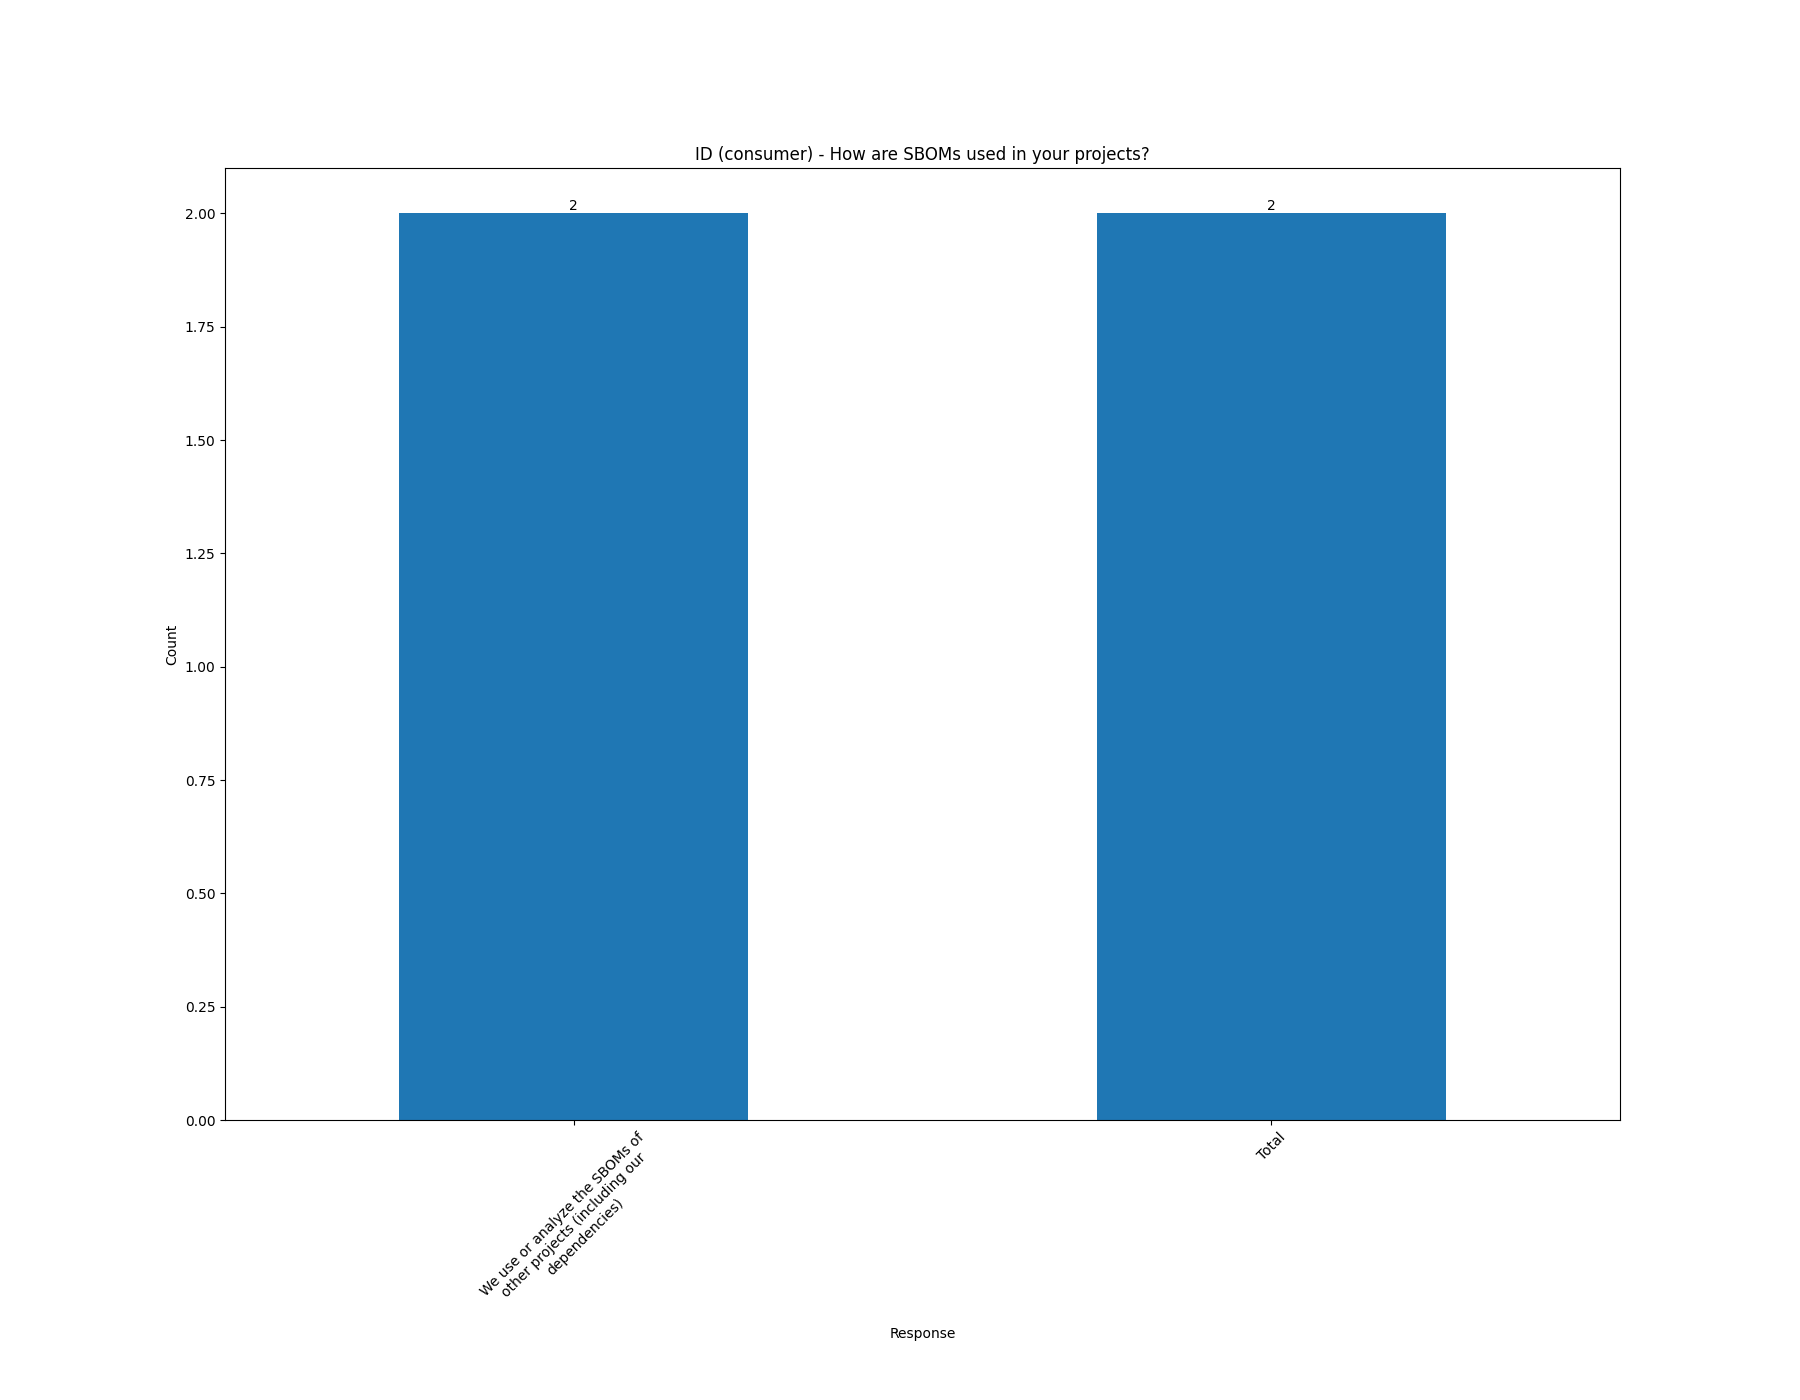 ID (consumer) - How are SBOMs used in your projects?
2
2
2.00
1.75
1.50
1.25
1.00
0.75
0.50
0.25
0.00
Count
We use or analyze the SBOMs of
other projects (including our
dependencies)
Total
Response